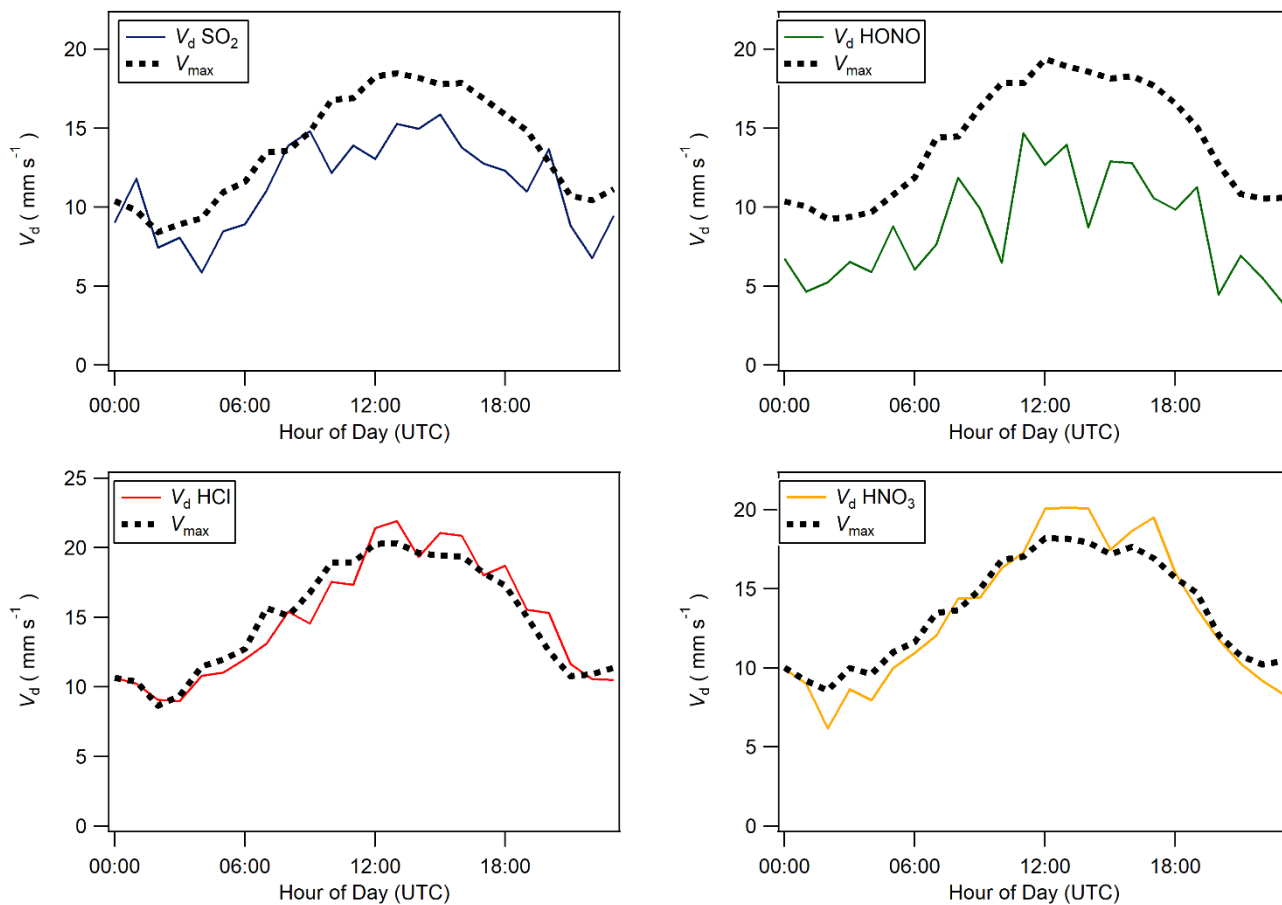 V_d SO₂
V_max
20
15
10
5
0
V_d ( mm s⁻¹ )
00:00 06:00 12:00 18:00
Hour of Day (UTC)
V_d HONO
V_max
20
15
10
5
0
V_d ( mm s⁻¹ )
00:00 06:00 12:00 18:00
Hour of Day (UTC)
V_d HCl
V_max
25
20
15
10
5
0
V_d ( mm s⁻¹ )
00:00 06:00 12:00 18:00
Hour of Day (UTC)
V_d HNO₃
V_max
20
15
10
5
0
V_d ( mm s⁻¹ )
00:00 06:00 12:00 18:00
Hour of Day (UTC)